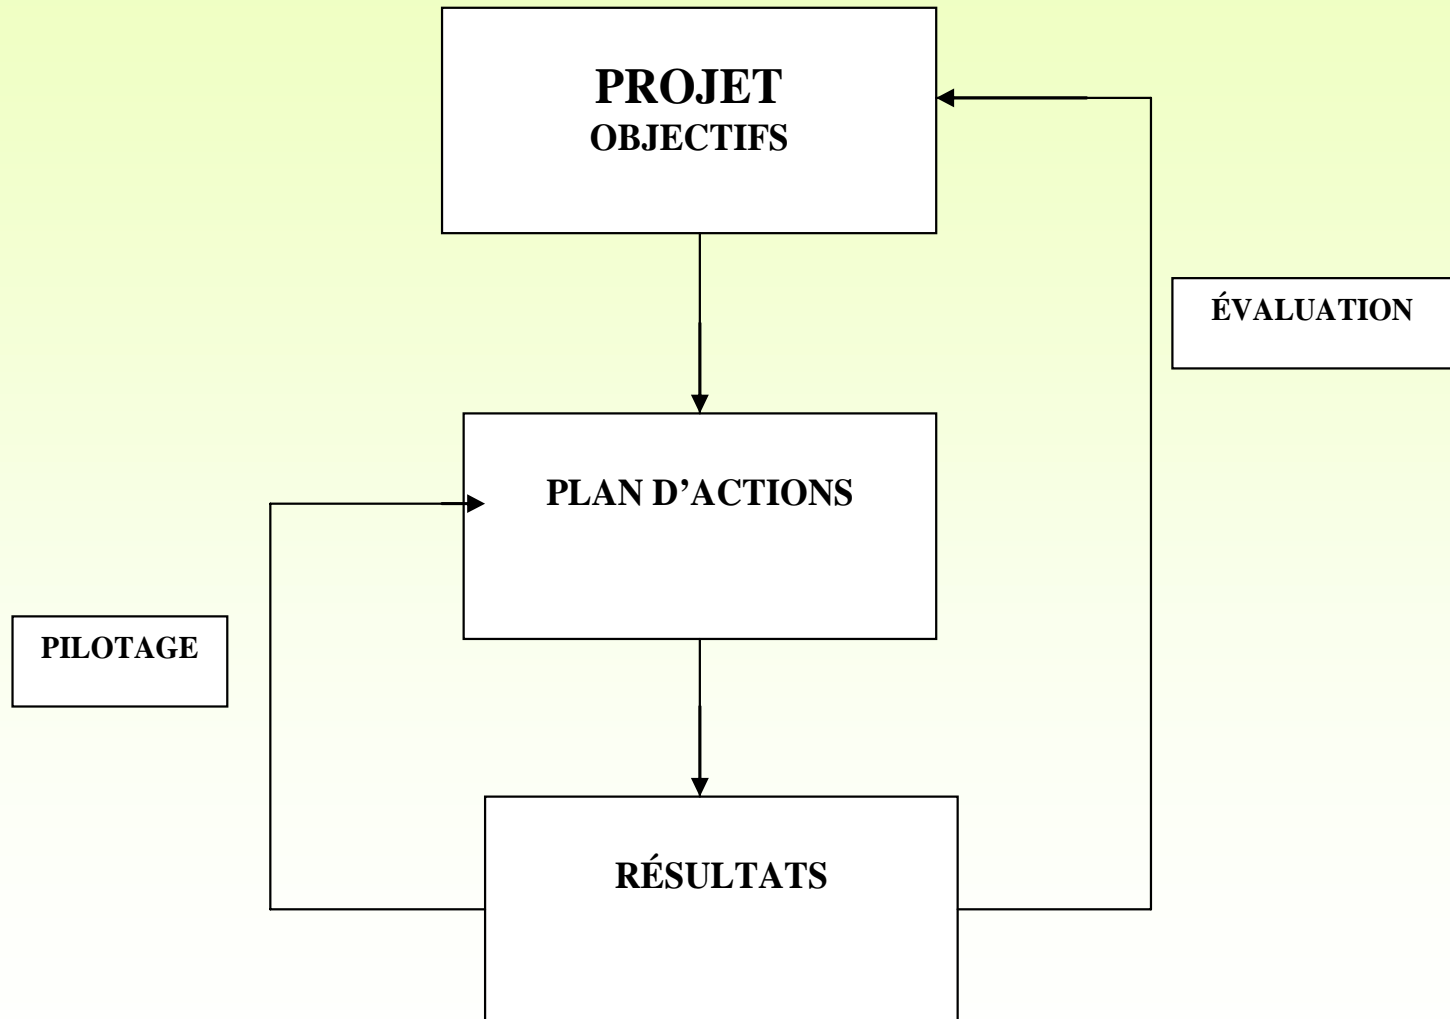 PROJET
OBJECTIFS
ÉVALUATION
PLAN D’ACTIONS
PILOTAGE
RÉSULTATS